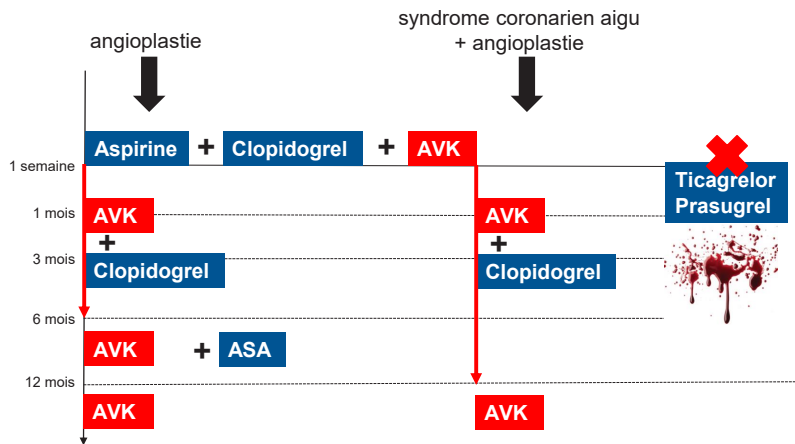 angioplastie
syndrome coronarien aigu
+ angioplastie
Aspirine + Clopidogrel + AVK
1 semaine
Ticagrelor
Prasugrel
1 mois
AVK
AVK
+
+
3 mois
Clopidogrel
Clopidogrel
6 mois
AVK + ASA
12 mois
AVK
AVK